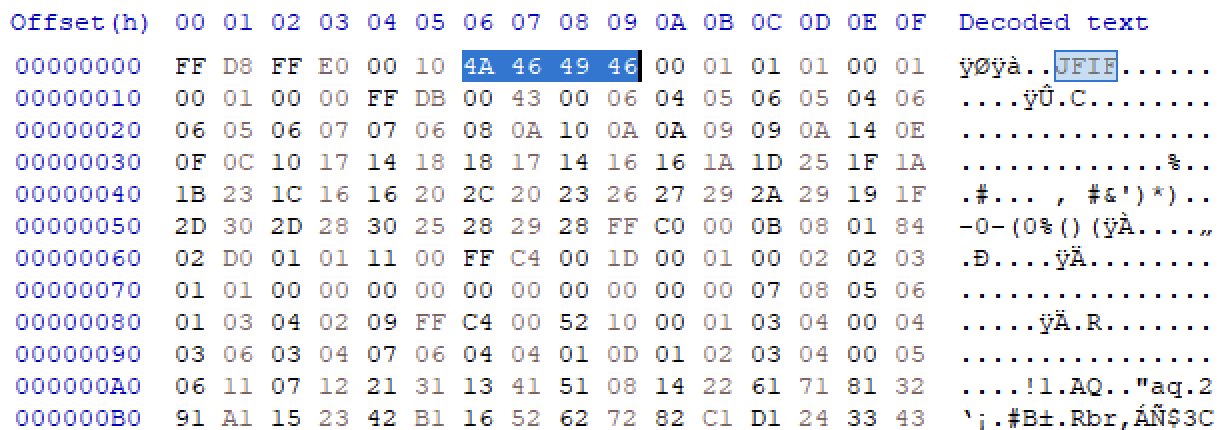 Offset(h) 00 01 02 03 04 05 06 07 08 09 0A 0B 0C 0D 0E 0F Decoded text
00000000 FF D8 FF E0 00 10 4A 46 49 46 00 01 01 01 00 01 ÿØÿà..JFIF......
00000010 00 01 00 00 FF DB 00 43 00 06 04 05 06 05 04 06 ....ÿÛ.C........
00000020 06 05 06 07 07 06 08 0A 10 0A 0A 09 09 0A 14 0E ................
00000030 0F 0C 10 17 14 18 18 17 14 16 16 1A 1D 25 1F 1A .............%..
00000040 1B 23 1C 16 16 20 2C 20 23 26 27 29 2A 29 19 1F .#... , #&')*)..
00000050 2D 30 2D 28 30 25 28 29 28 FF C0 00 0B 08 01 84 -0-(0%()(ÿÀ....„
00000060 02 D0 01 01 11 00 FF C4 00 1D 00 01 00 02 02 03 .Ð....ÿÄ........
00000070 01 01 00 00 00 00 00 00 00 00 00 00 07 08 05 06 ................
00000080 01 03 04 02 09 FF C4 00 52 10 00 01 03 04 00 04 .....ÿÄ.R.......
00000090 03 06 03 04 07 06 04 04 01 0D 01 02 03 04 00 05 ................
000000A0 06 11 07 12 21 31 13 41 51 08 14 22 61 71 81 32 ....!1.AQ.."aq.2
000000B0 91 A1 15 23 42 B1 16 52 62 72 82 C1 D1 24 33 43 ‘¡.#B±.Rbr‚ÁÑ$3C